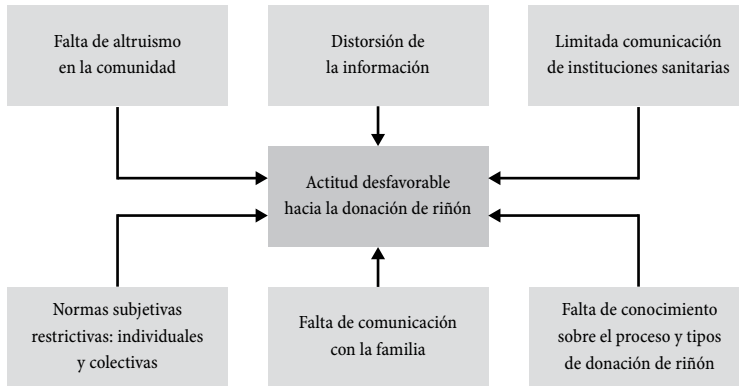 Falta de altruismo
en la comunidad
Distorsión de
la información
Limitada comunicación
de instituciones sanitarias
Actitud desfavorable
hacia la donación de riñón
Normas subjetivas
restrictivas: individuales
y colectivas
Falta de comunicación
con la familia
Falta de conocimiento
sobre el proceso y tipos
de donación de riñón